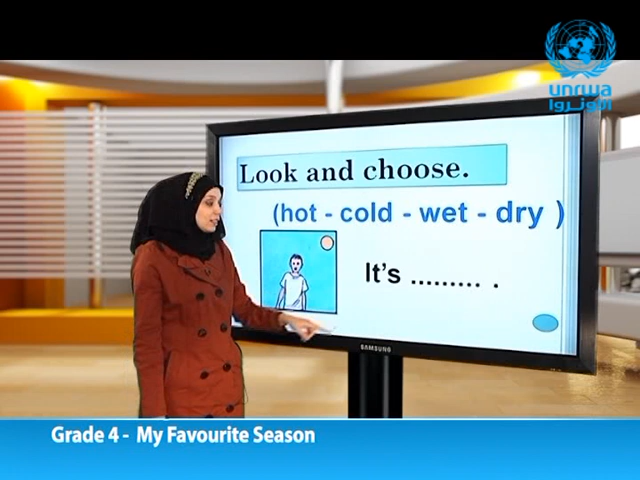 unrwa
الأونروا
Look and choose.
(hot - cold - wet - dry )
It's ......... .
SAMSUNG
Grade 4 - My Favourite Season